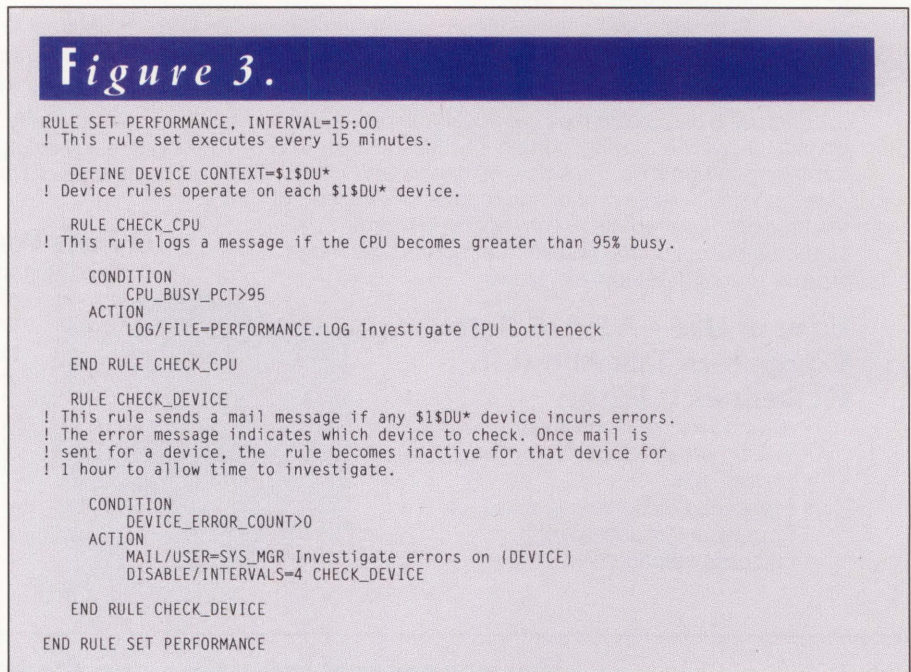 Figure 3.
RULE SET PERFORMANCE, INTERVAL=15:00
! This rule set executes every 15 minutes.
DEFINE DEVICE CONTEXT=$1$DU*
! Device rules operate on each $1$DU* device.
RULE CHECK_CPU
! This rule logs a message if the CPU becomes greater than 95% busy.
CONDITION
CPU_BUSY_PCT>95
ACTION
LOG/FILE=PERFORMANCE.LOG Investigate CPU bottleneck
END RULE CHECK_CPU
RULE CHECK_DEVICE
! This rule sends a mail message if any $1$DU* device incurs errors.
! The error message indicates which device to check. Once mail is
! sent for a device, the  rule becomes inactive for that device for
! 1 hour to allow time to investigate.
CONDITION
DEVICE_ERROR_COUNT>0
ACTION
MAIL/USER=SYS_MGR Investigate errors on {DEVICE}
DISABLE/INTERVALS=4 CHECK_DEVICE
END RULE CHECK_DEVICE
END RULE SET PERFORMANCE